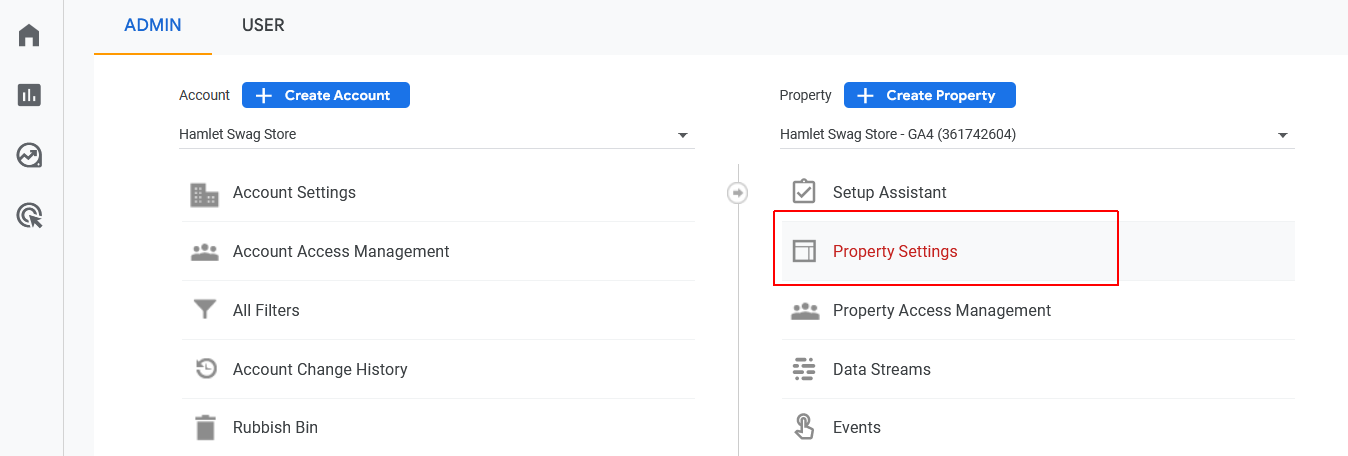 ADMIN USER
Account Create Account
Hamlet Swag Store
Account Settings
Account Access Management
All Filters
Account Change History
Rubbish Bin
Property Create Property
Hamlet Swag Store - GA4 (361742604)
Setup Assistant
Property Settings
Property Access Management
Data Streams
Events